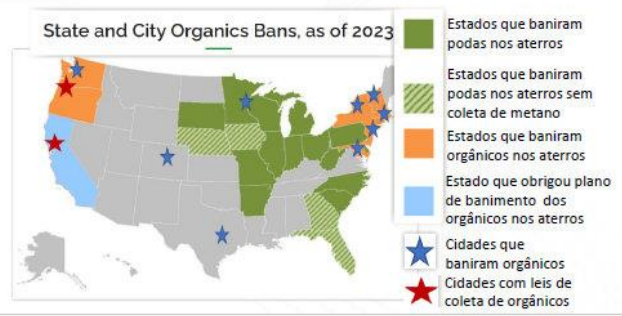 State and City Organics Bans, as of 2023
Estados que baniram
podas nos aterros
Estados que baniram
podas nos aterros sem
coleta de metano
Estados que baniram
orgânicos nos aterros
Estado que obrigou plano
de banimento dos
orgânicos nos aterros
Cidades que
baniram orgânicos
Cidades com leis de
coleta de orgânicos